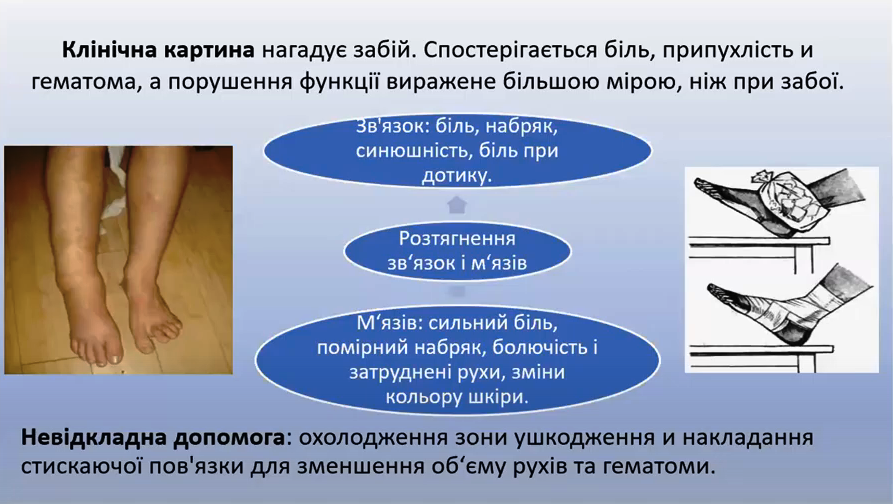 Клінічна картина нагадує забій. Спостерігається біль, припухлість и
гематома, а порушення функції виражене більшою мірою, ніж при забої.
Зв'язок: біль, набряк,
синюшність, біль при
дотику.
Розтягнення
зв‘язок і м‘язів
М‘язів: сильний біль,
помірний набряк, болючість і
затруднені рухи, зміни
кольору шкіри.
Невідкладна допомога: охолодження зони ушкодження и накладання
стискаючої пов'язки для зменшення об‘єму рухів та гематоми.